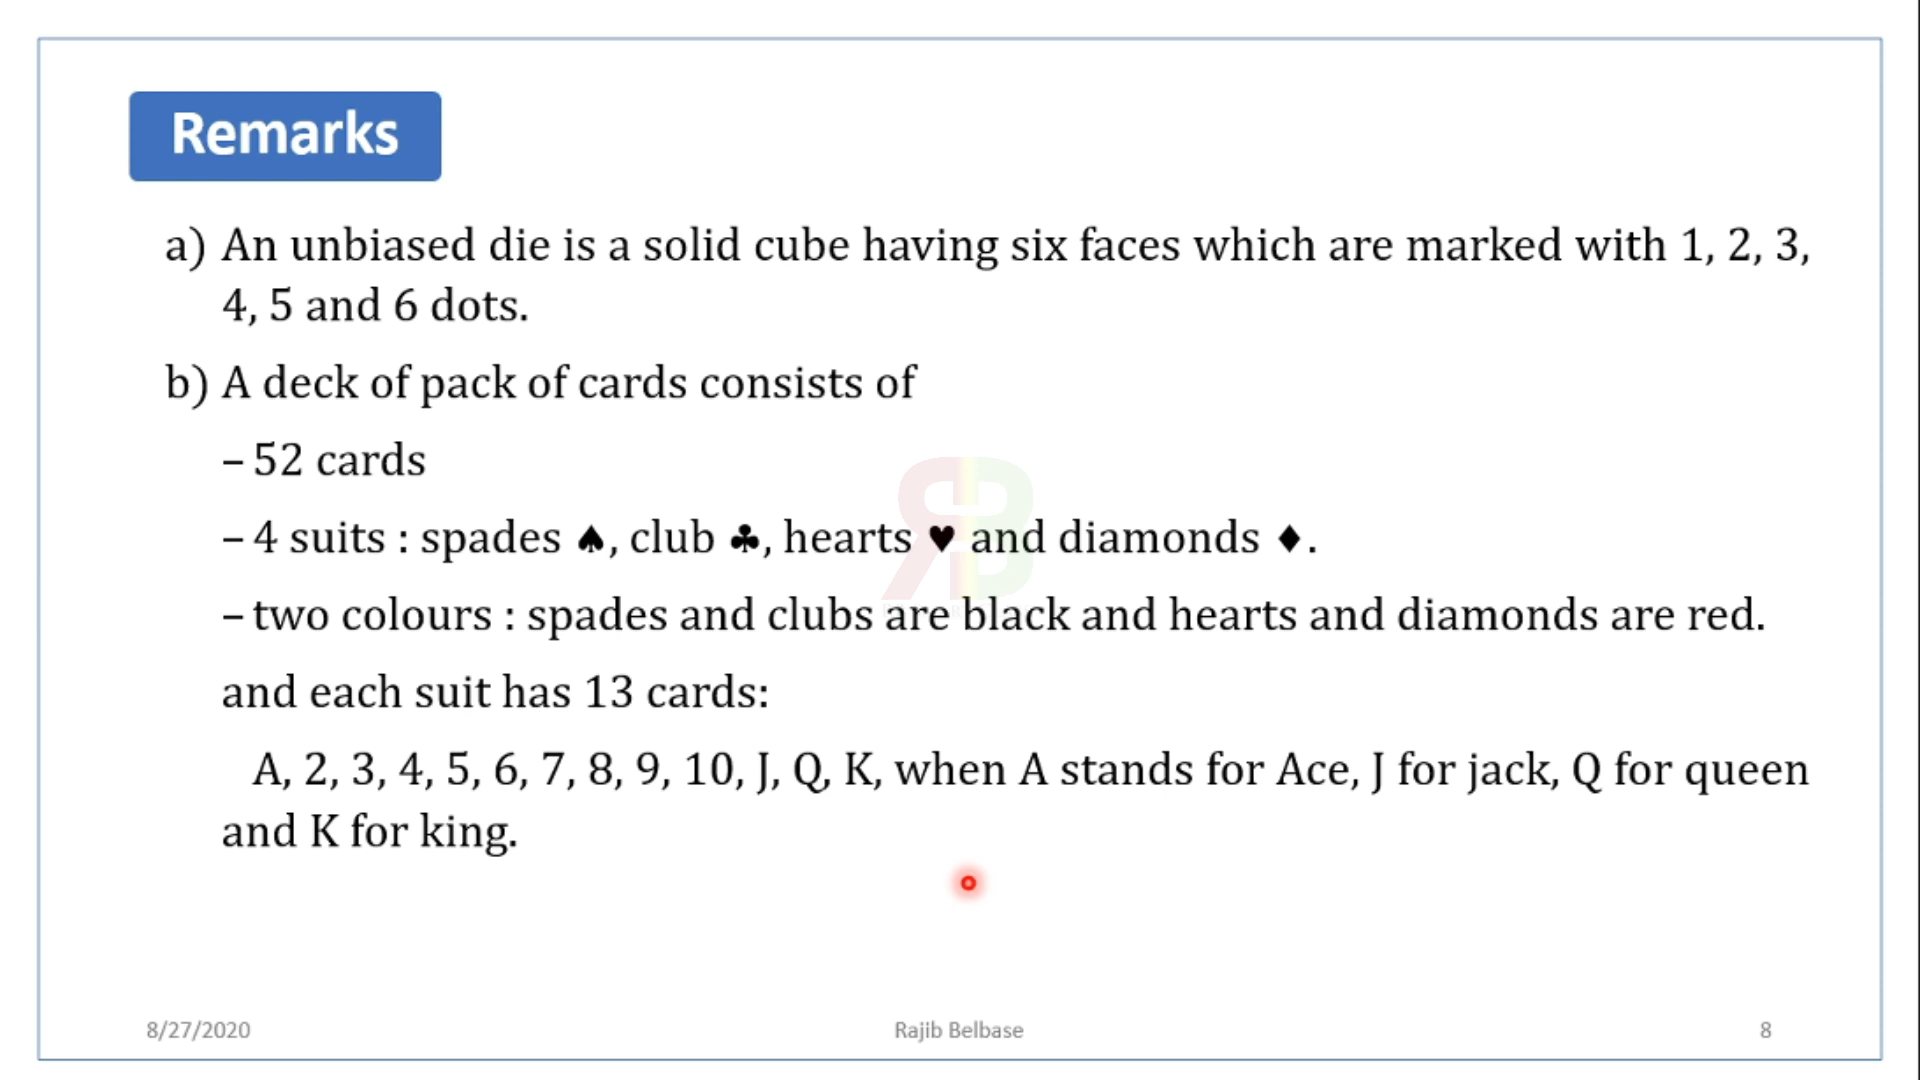 Remarks
a) An unbiased die is a solid cube having six faces which are marked with 1, 2, 3,
4, 5 and 6 dots.
b) A deck of pack of cards consists of
– 52 cards
– 4 suits : spades ♠, club ♣, hearts ♥ and diamonds ♦.
– two colours : spades and clubs are black and hearts and diamonds are red.
and each suit has 13 cards:
A, 2, 3, 4, 5, 6, 7, 8, 9, 10, J, Q, K, when A stands for Ace, J for jack, Q for queen
and K for king.
8/27/2020 Rajib Belbase 8